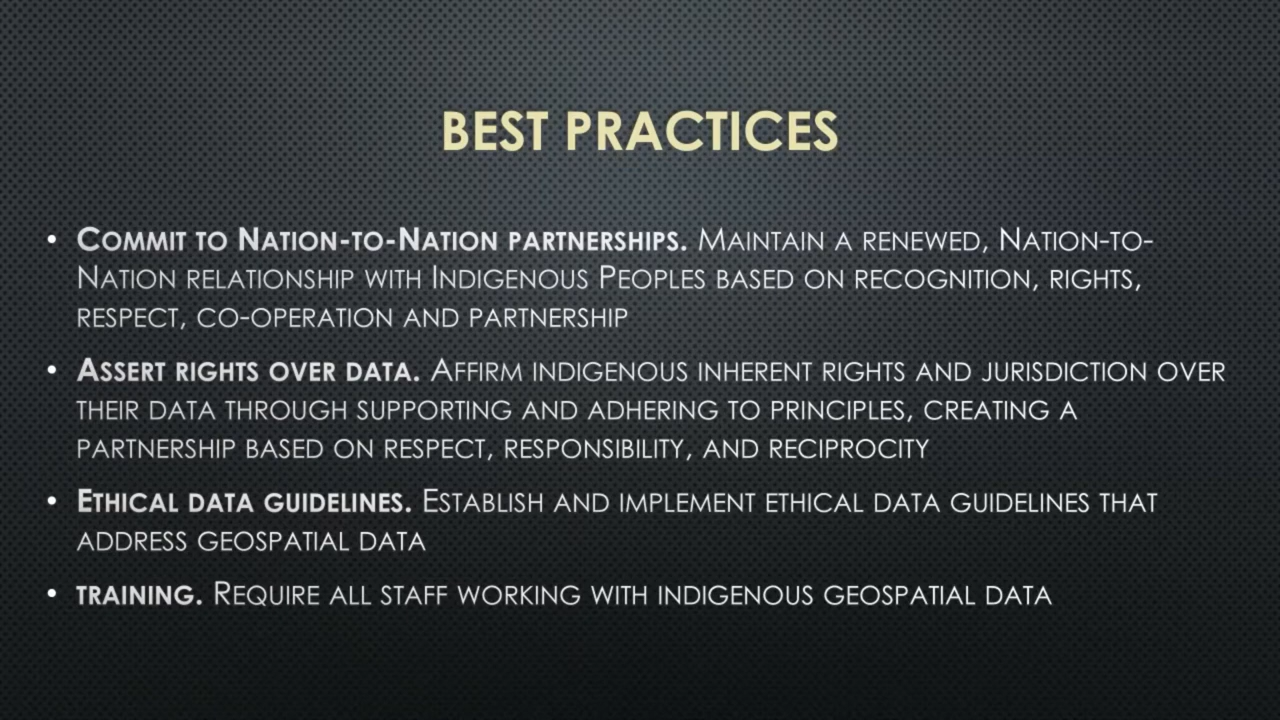 BEST PRACTICES
• COMMIT TO NATION-TO-NATION PARTNERSHIPS. MAINTAIN A RENEWED, NATION-TO-
NATION RELATIONSHIP WITH INDIGENOUS PEOPLES BASED ON RECOGNITION, RIGHTS,
RESPECT, CO-OPERATION AND PARTNERSHIP
• ASSERT RIGHTS OVER DATA. AFFIRM INDIGENOUS INHERENT RIGHTS AND JURISDICTION OVER
THEIR DATA THROUGH SUPPORTING AND ADHERING TO PRINCIPLES, CREATING A
PARTNERSHIP BASED ON RESPECT, RESPONSIBILITY, AND RECIPROCITY
• ETHICAL DATA GUIDELINES. ESTABLISH AND IMPLEMENT ETHICAL DATA GUIDELINES THAT
ADDRESS GEOSPATIAL DATA
• TRAINING. REQUIRE ALL STAFF WORKING WITH INDIGENOUS GEOSPATIAL DATA